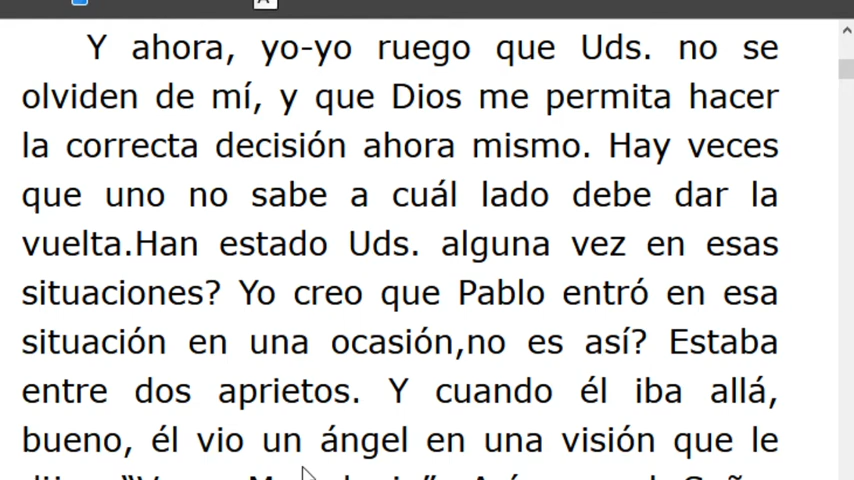 Y ahora, yo-yo ruego que Uds. no se
olviden de mí, y que Dios me permita hacer
la correcta decisión ahora mismo. Hay veces
que uno no sabe a cuál lado debe dar la
vuelta.Han estado Uds. alguna vez en esas
situaciones? Yo creo que Pablo entró en esa
situación en una ocasión,no es así? Estaba
entre dos aprietos. Y cuando él iba allá,
bueno, él vio un ángel en una visión que le